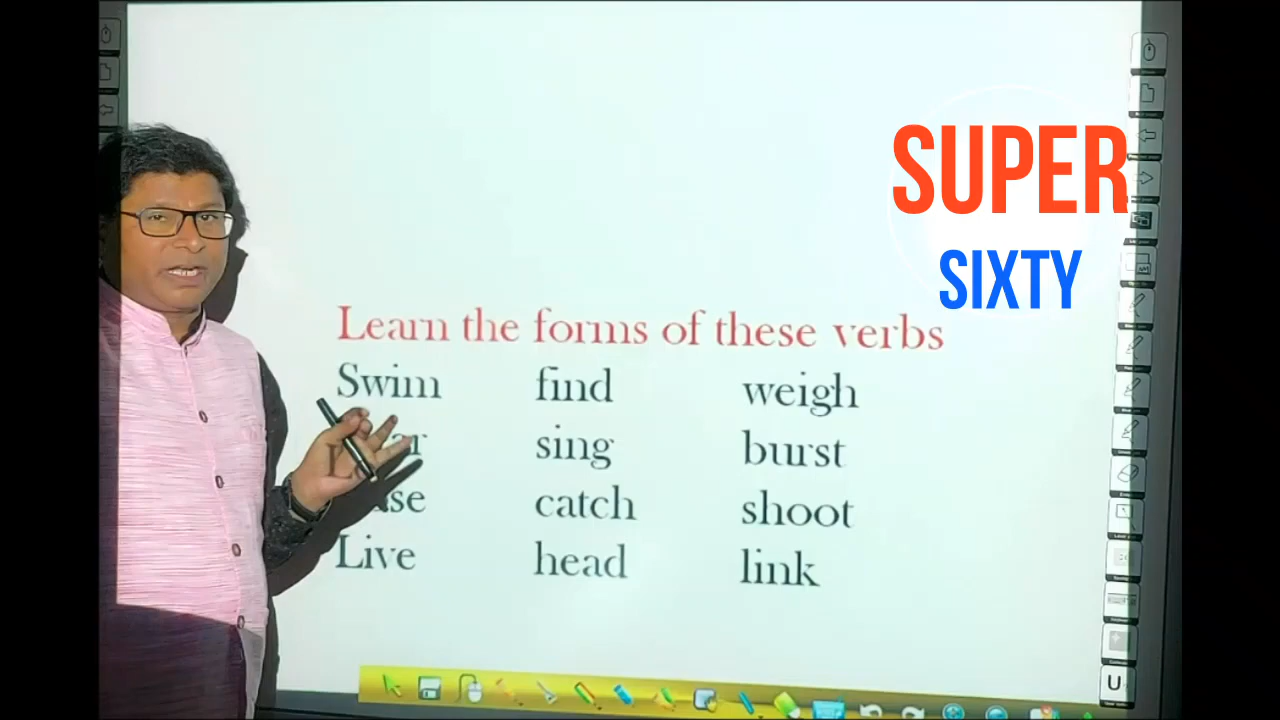 SUPER
SIXTY
Learn the forms of these verbs
Swim find weigh
sing burst
catch shoot
Live head link
U